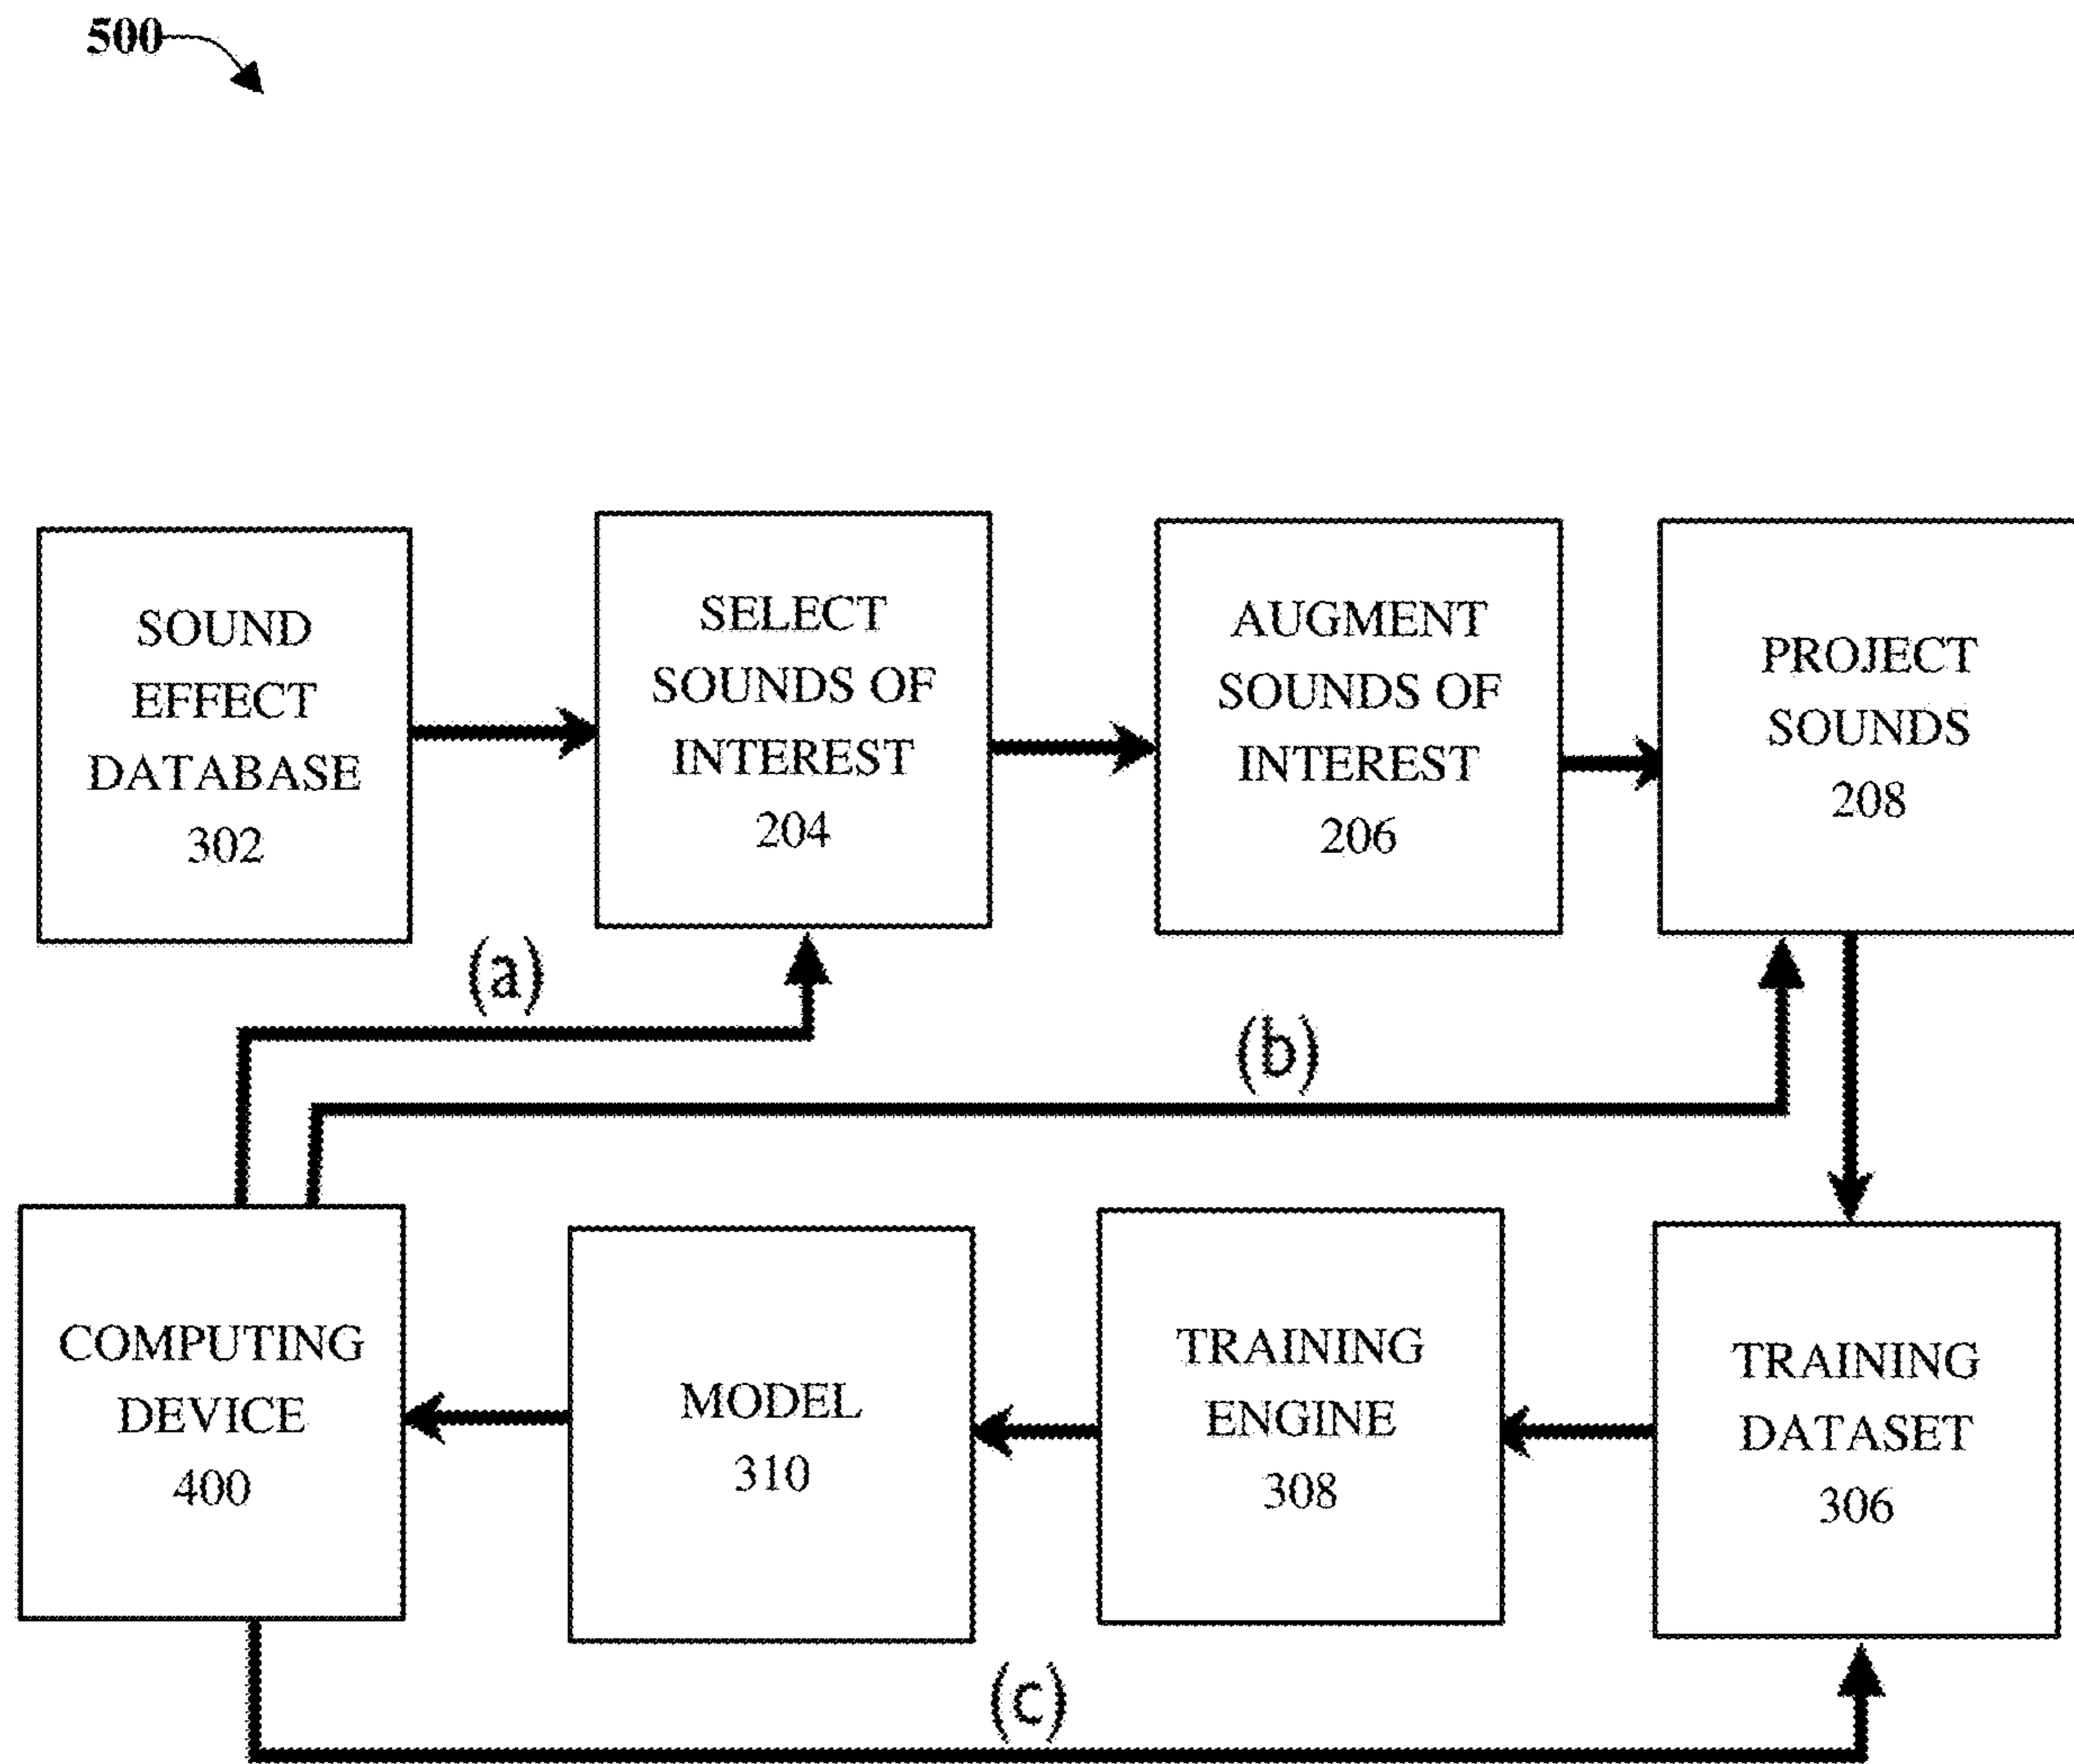 500
SOUND
EFFECT
DATABASE
302
SELECT
SOUNDS OF
INTEREST
204
AUGMENT
SOUNDS OF
INTEREST
206
PROJECT
SOUNDS
208
(a)
(b)
COMPUTING
DEVICE
400
MODEL
310
TRAINING
ENGINE
308
TRAINING
DATASET
306
(c)